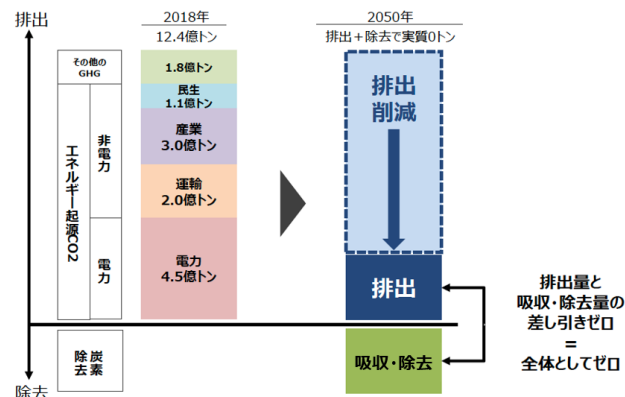 排出
2018年
12.4億トン
2050年
排出＋除去で実質0トン
その他の
GHG
1.8億トン
民生
1.1億トン
産業
3.0億トン
運輸
2.0億トン
電力
4.5億トン
エネルギー起源CO2
非電力
電力
排出
削減
排出
吸収・除去
排出量と
吸収・除去量の
差し引きゼロ
=
全体としてゼロ
炭素
除去
除去